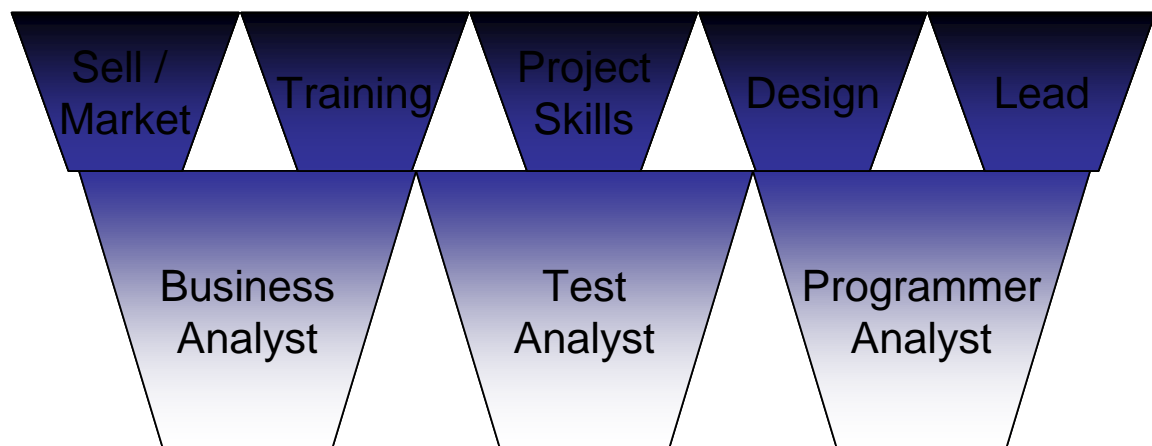 Sell /
Market
Training
Project
Skills
Design
Lead
Business
Analyst
Test
Analyst
Programmer
Analyst